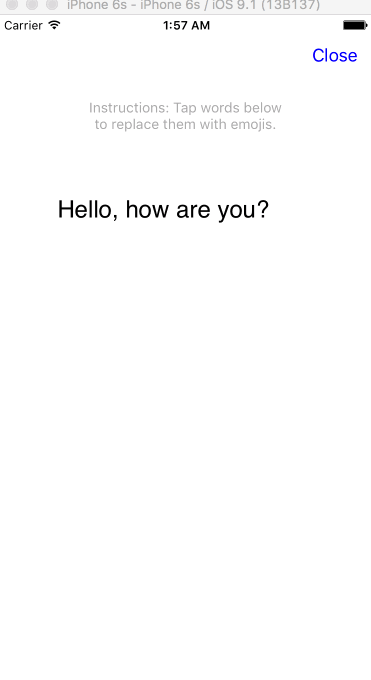 iPhone 6s - iPhone 6s / iOS 9.1 (13B137)
Carrier 1:57 AM
Close
Instructions: Tap words below
to replace them with emojis.
Hello, how are you?